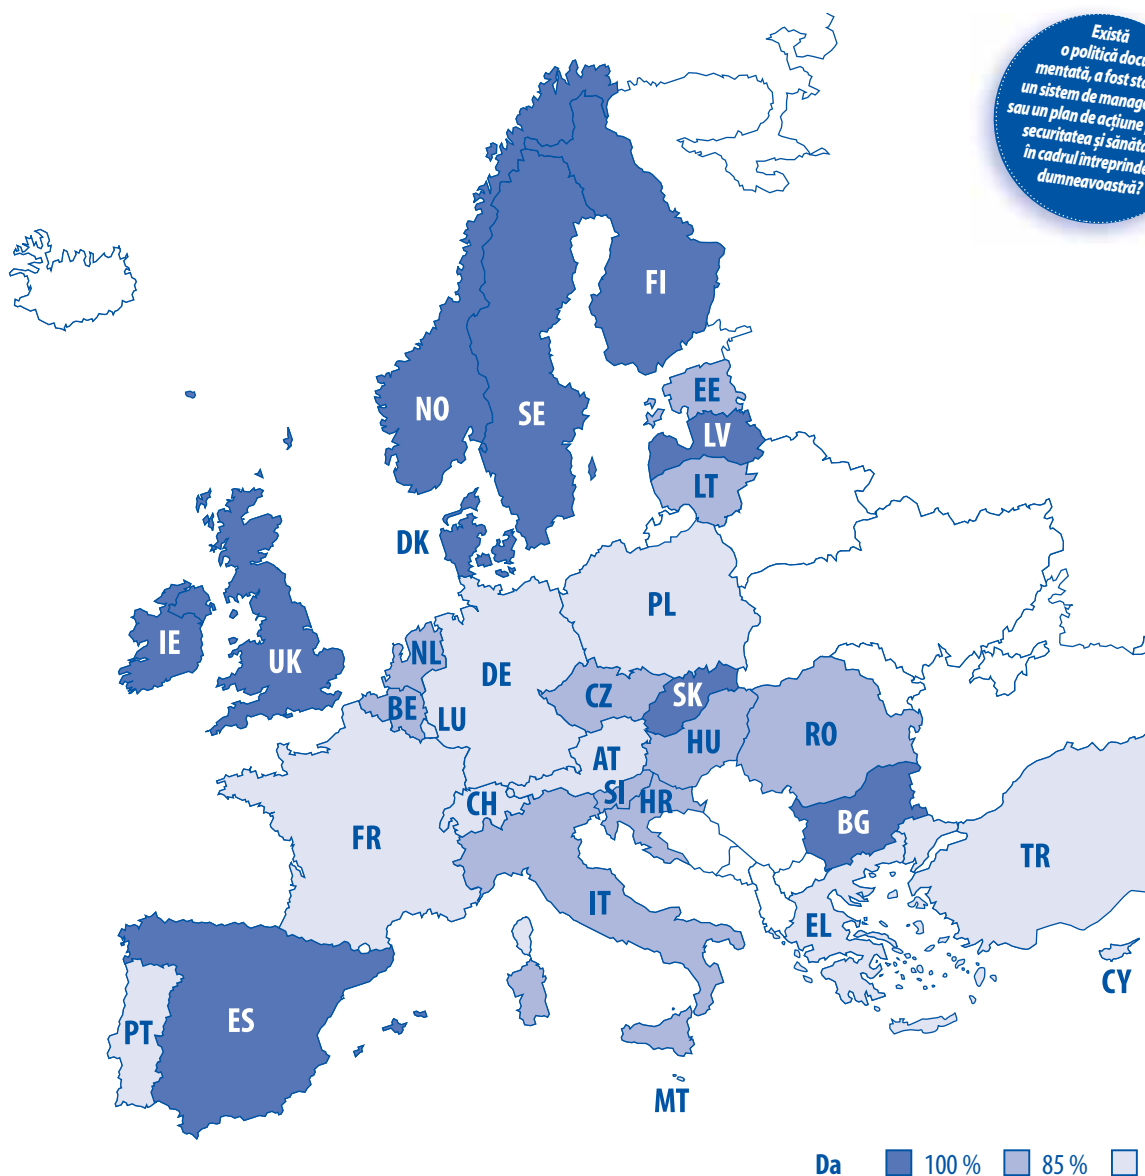 Există
o politică docu
mentată, a fost sta
un sistem de manage
sau un plan de acțiune
securitatea și sănăta
în cadrul întreprinde
dumneavoastră?
FI
NO
SE
EE
LV
LT
DK
PL
IE
UK
NL
DE
BE
LU
CZ
SK
HU
RO
AT
SI
HR
CH
BG
FR
TR
IT
EL
CY
ES
PT
MT
Da 100 % 85 %